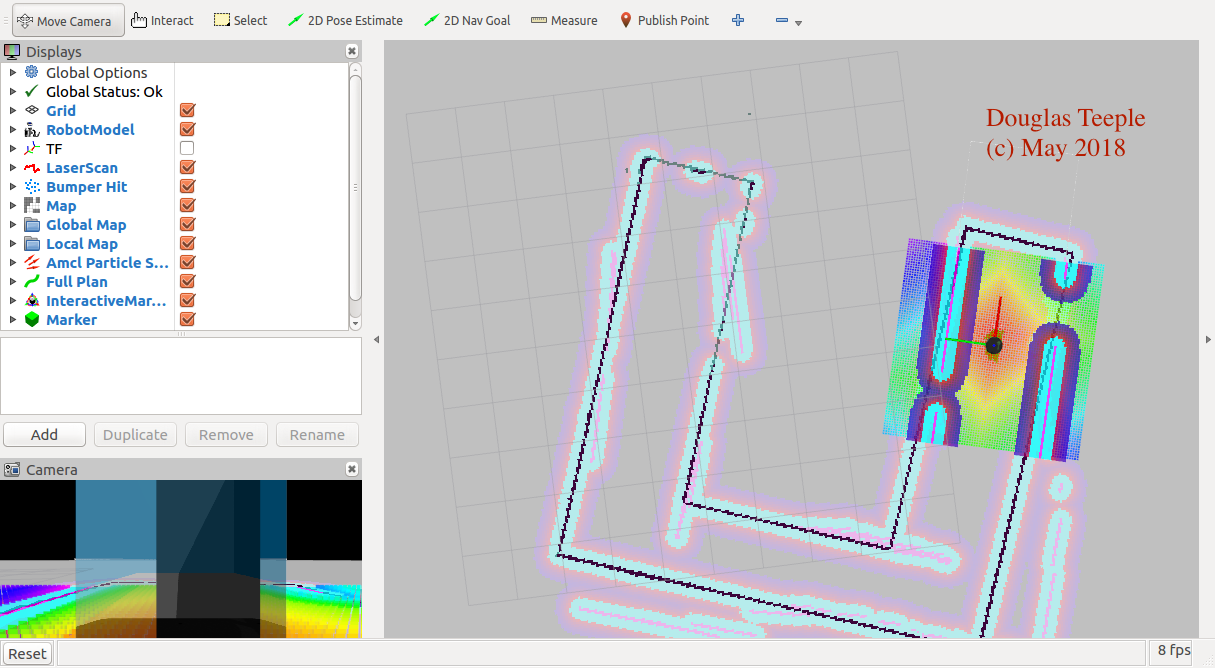 Move Camera
Interact
Select
2D Pose Estimate
2D Nav Goal
Measure
Publish Point
Displays
Global Options
Global Status: Ok
Grid
RobotModel
TF
LaserScan
Bumper Hit
Map
Global Map
Local Map
Amcl Particle S...
Full Plan
InteractiveMar...
Marker
Add
Duplicate
Remove
Rename
Camera
Douglas Teeple
(c) May 2018
Reset
8 fps